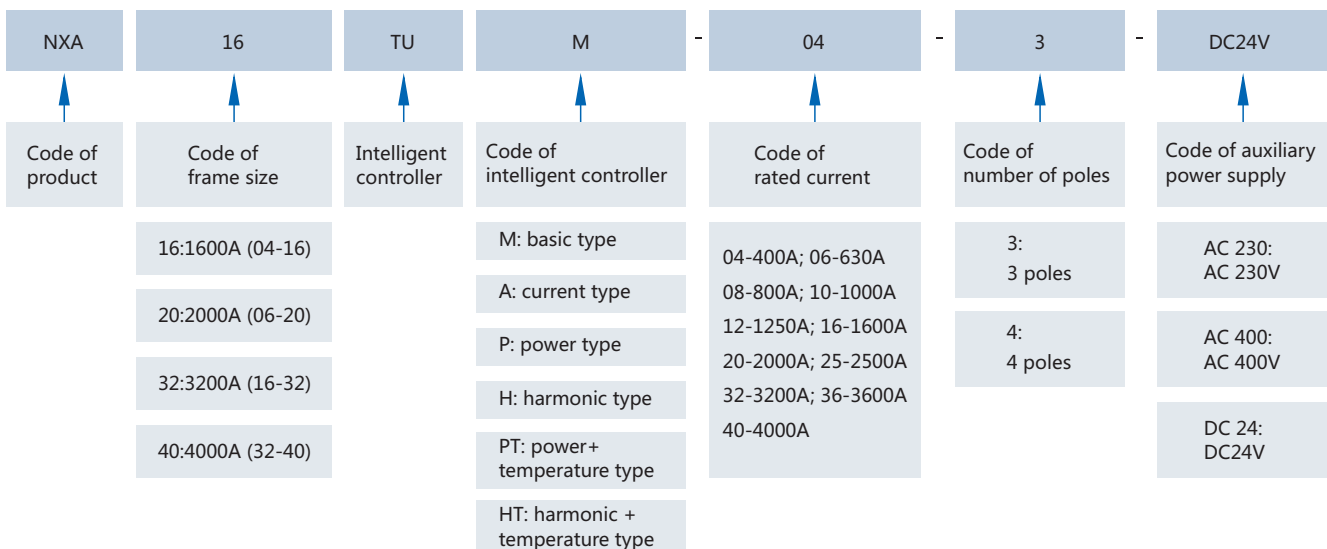 NXA
16
TU
M
-
04
-
3
-
DC24V
Code of
product
Code of
frame size
Intelligent
controller
Code of
intelligent controller
Code of
rated current
Code of
number of poles
Code of auxiliary
power supply
16:1600A (04-16)
20:2000A (06-20)
32:3200A (16-32)
40:4000A (32-40)
M: basic type
A: current type
P: power type
H: harmonic type
PT: power+
temperature type
HT: harmonic +
temperature type
04-400A; 06-630A
08-800A; 10-1000A
12-1250A; 16-1600A
20-2000A; 25-2500A
32-3200A; 36-3600A
40-4000A
3:
3 poles
4:
4 poles
AC 230:
AC 230V
AC 400:
AC 400V
DC 24:
DC24V